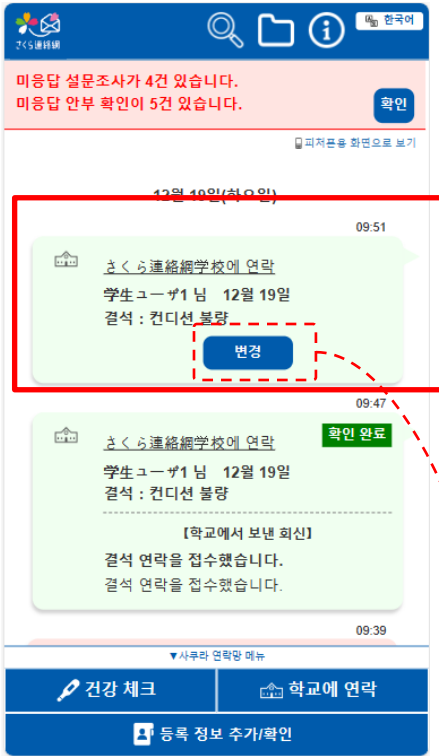 さくら連絡網
한국어
미응답 설문조사가 4건 있습니다.
미응답 안부 확인이 5건 있습니다.
확인
피처폰용 화면으로 보기
12월 19일(화요일)
09:51
さくら連絡網学校에 연락
学生ユーザ1 님 12월 19일
결석 : 컨디션 불량
변경
09:47
확인 완료
さくら連絡網学校에 연락
学生ユーザ1 님 12월 19일
결석 : 컨디션 불량
【학교에서 보낸 회신】
결석 연락을 접수했습니다.
결석 연락을 접수했습니다.
09:39
▼사쿠라 연락망 메뉴
건강 체크
학교에 연락
등록 정보 추가/확인